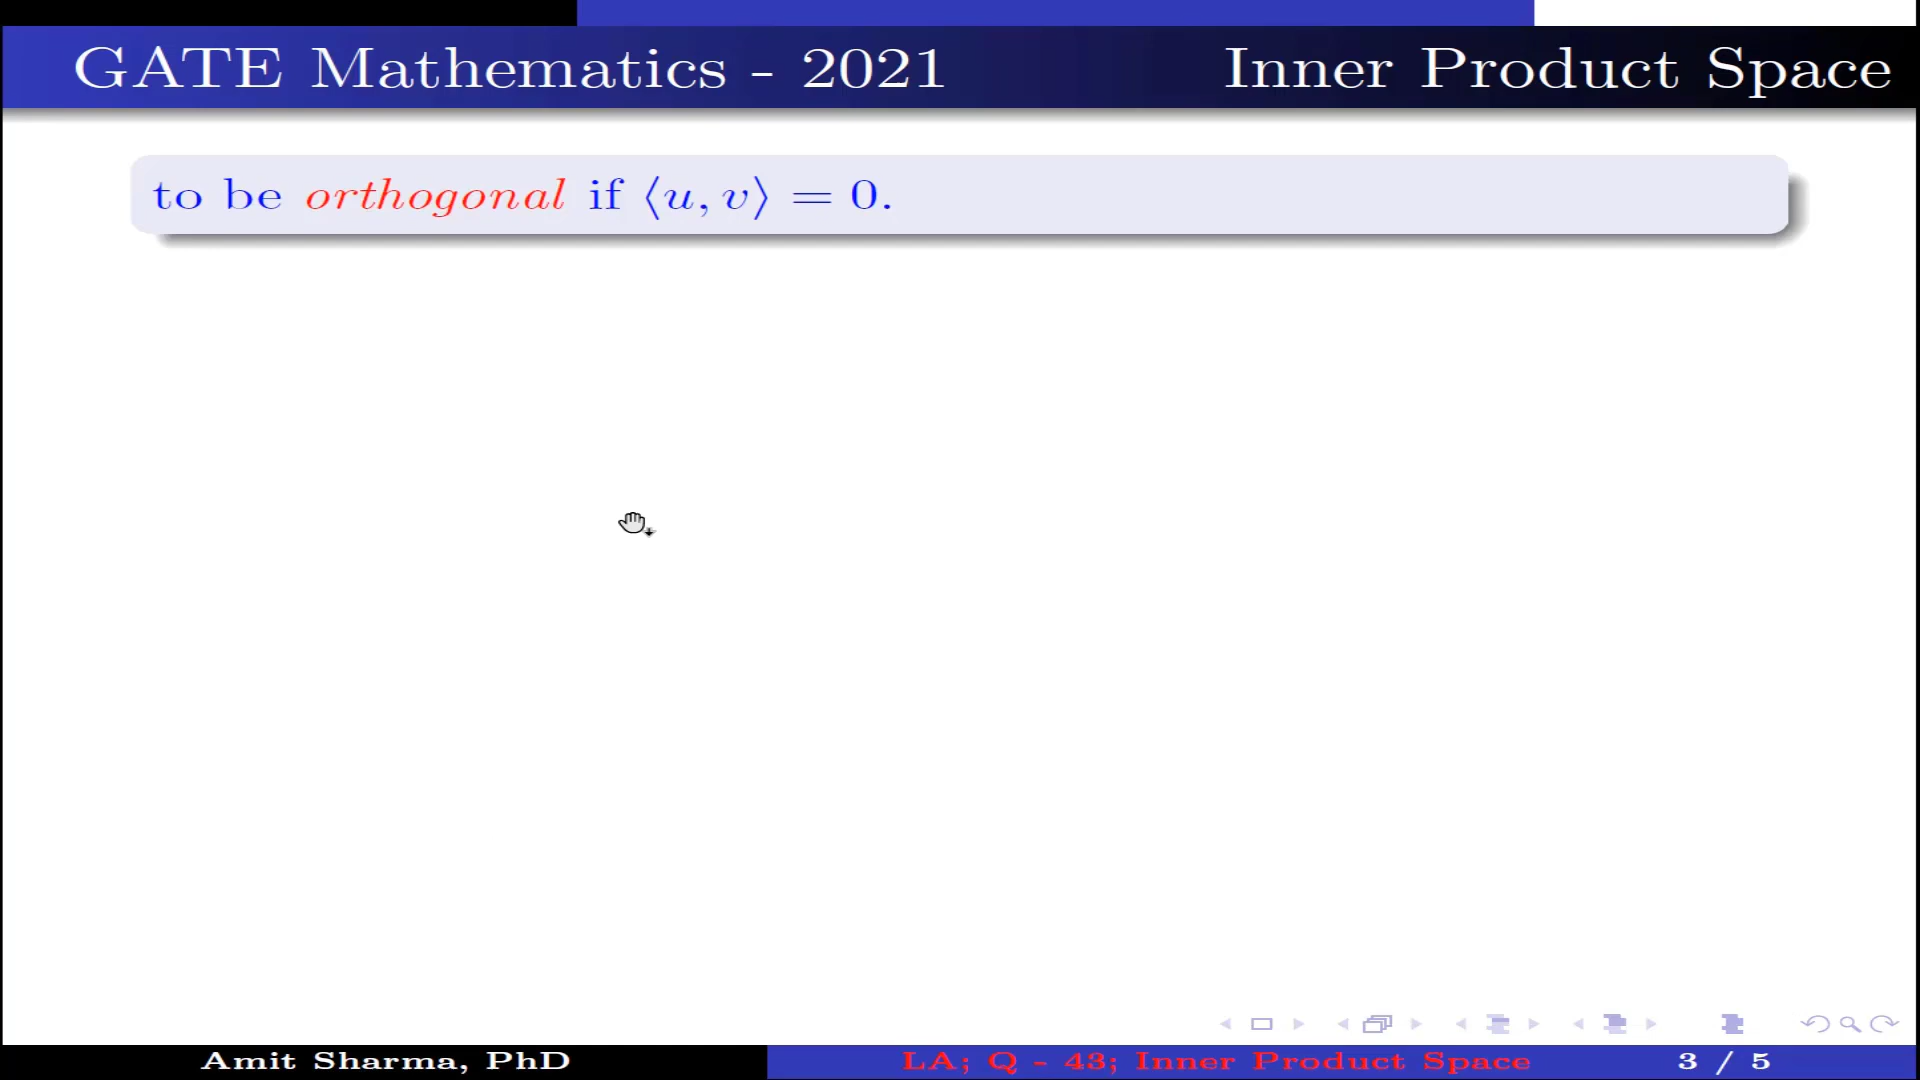 GATE Mathematics - 2021 Inner Product Space
to be orthogonal if ⟨u, v⟩ = 0.
Amit Sharma, PhD LA; Q - 43; Inner Product Space 3 / 5